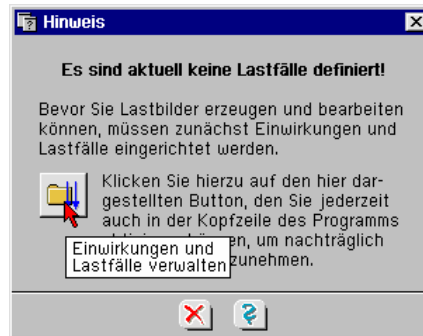 Hinweis
Es sind aktuell keine Lastfälle definiert!
Bevor Sie Lastbilder erzeugen und bearbeiten
können, müssen zunächst Einwirkungen und
Lastfälle eingerichtet werden.
Klicken Sie hierzu auf den hier dar-
gestellten Button, den Sie jederzeit
auch in der Kopfzeile des Programms
um nachträglich
Einwirkungen und
Lastfälle verwalten
zunehmen.